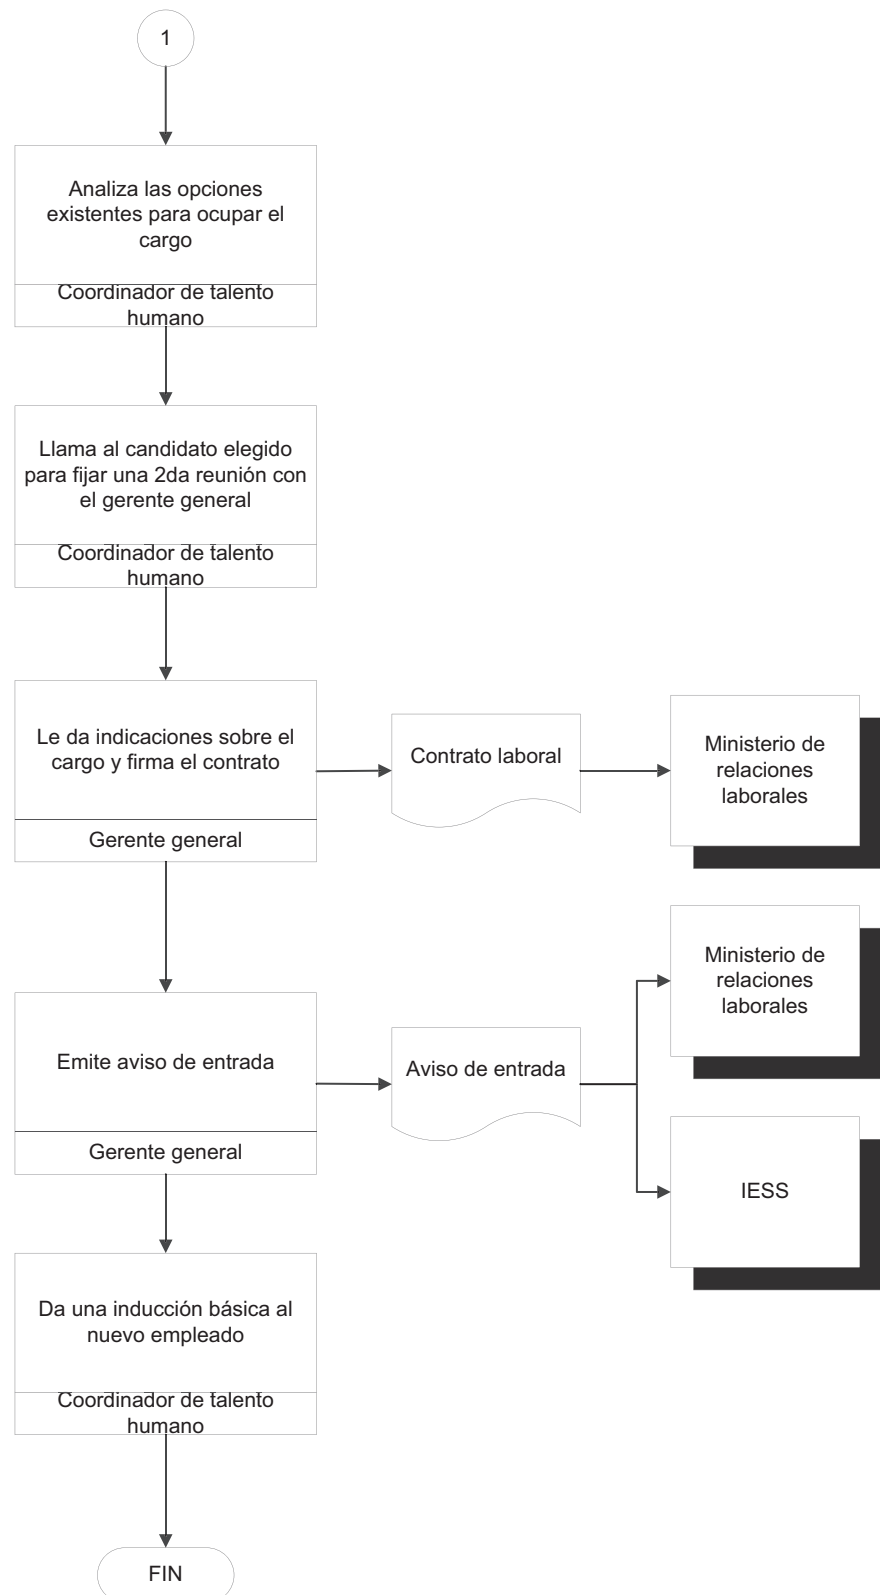 1
Analiza las opciones
existentes para ocupar el
cargo
Coordinador de talento
humano
Llama al candidato elegido
para fijar una 2da reunión con
el gerente general
Coordinador de talento
humano
Le da indicaciones sobre el
cargo y firma el contrato
Gerente general
Contrato laboral
Ministerio de
relaciones
laborales
Emite aviso de entrada
Gerente general
Aviso de entrada
Ministerio de
relaciones
laborales
IESS
Da una inducción básica al
nuevo empleado
Coordinador de talento
humano
FIN